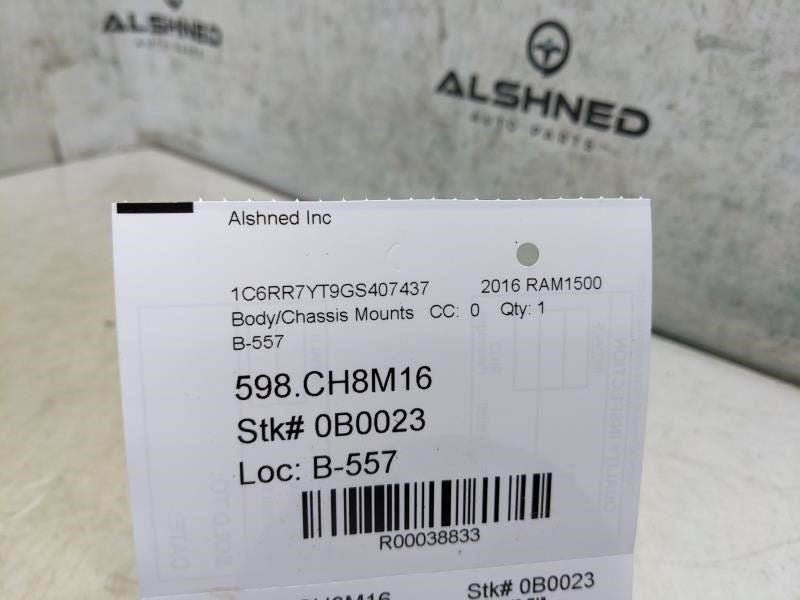 ALSHNED
ALSHNED
AUTO PARTS
Alshned Inc
1C6RR7YT9GS407437 2016 RAM1500
Body/Chassis Mounts CC: 0 Qty: 1
B-557
598.CH8M16
Stk# 0B0023
Loc: B-557
R00038833
Stk# 0B0023